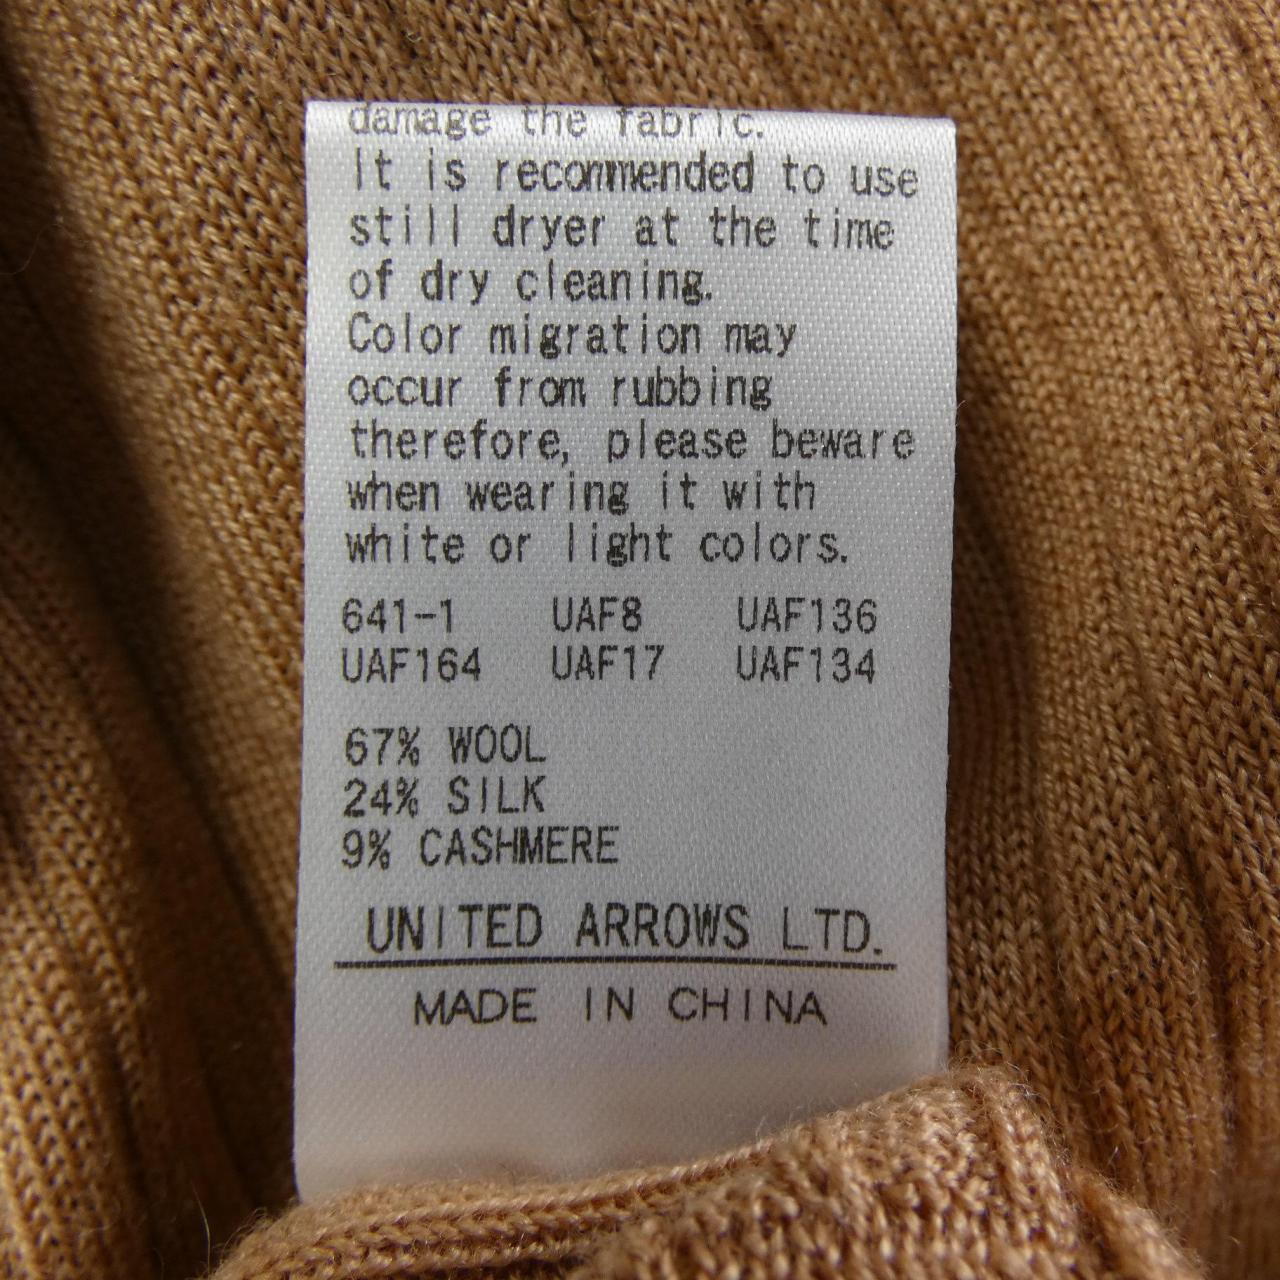 damage the fabric.
It is recommended to use
still dryer at the time
of dry cleaning.
Color migration may
occur from rubbing
therefore, please beware
when wearing it with
white or light colors.
641-1 UAF8 UAF136
UAF164 UAF17 UAF134
67% WOOL
24% SILK
9% CASHMERE
UNITED ARROWS LTD.
MADE IN CHINA